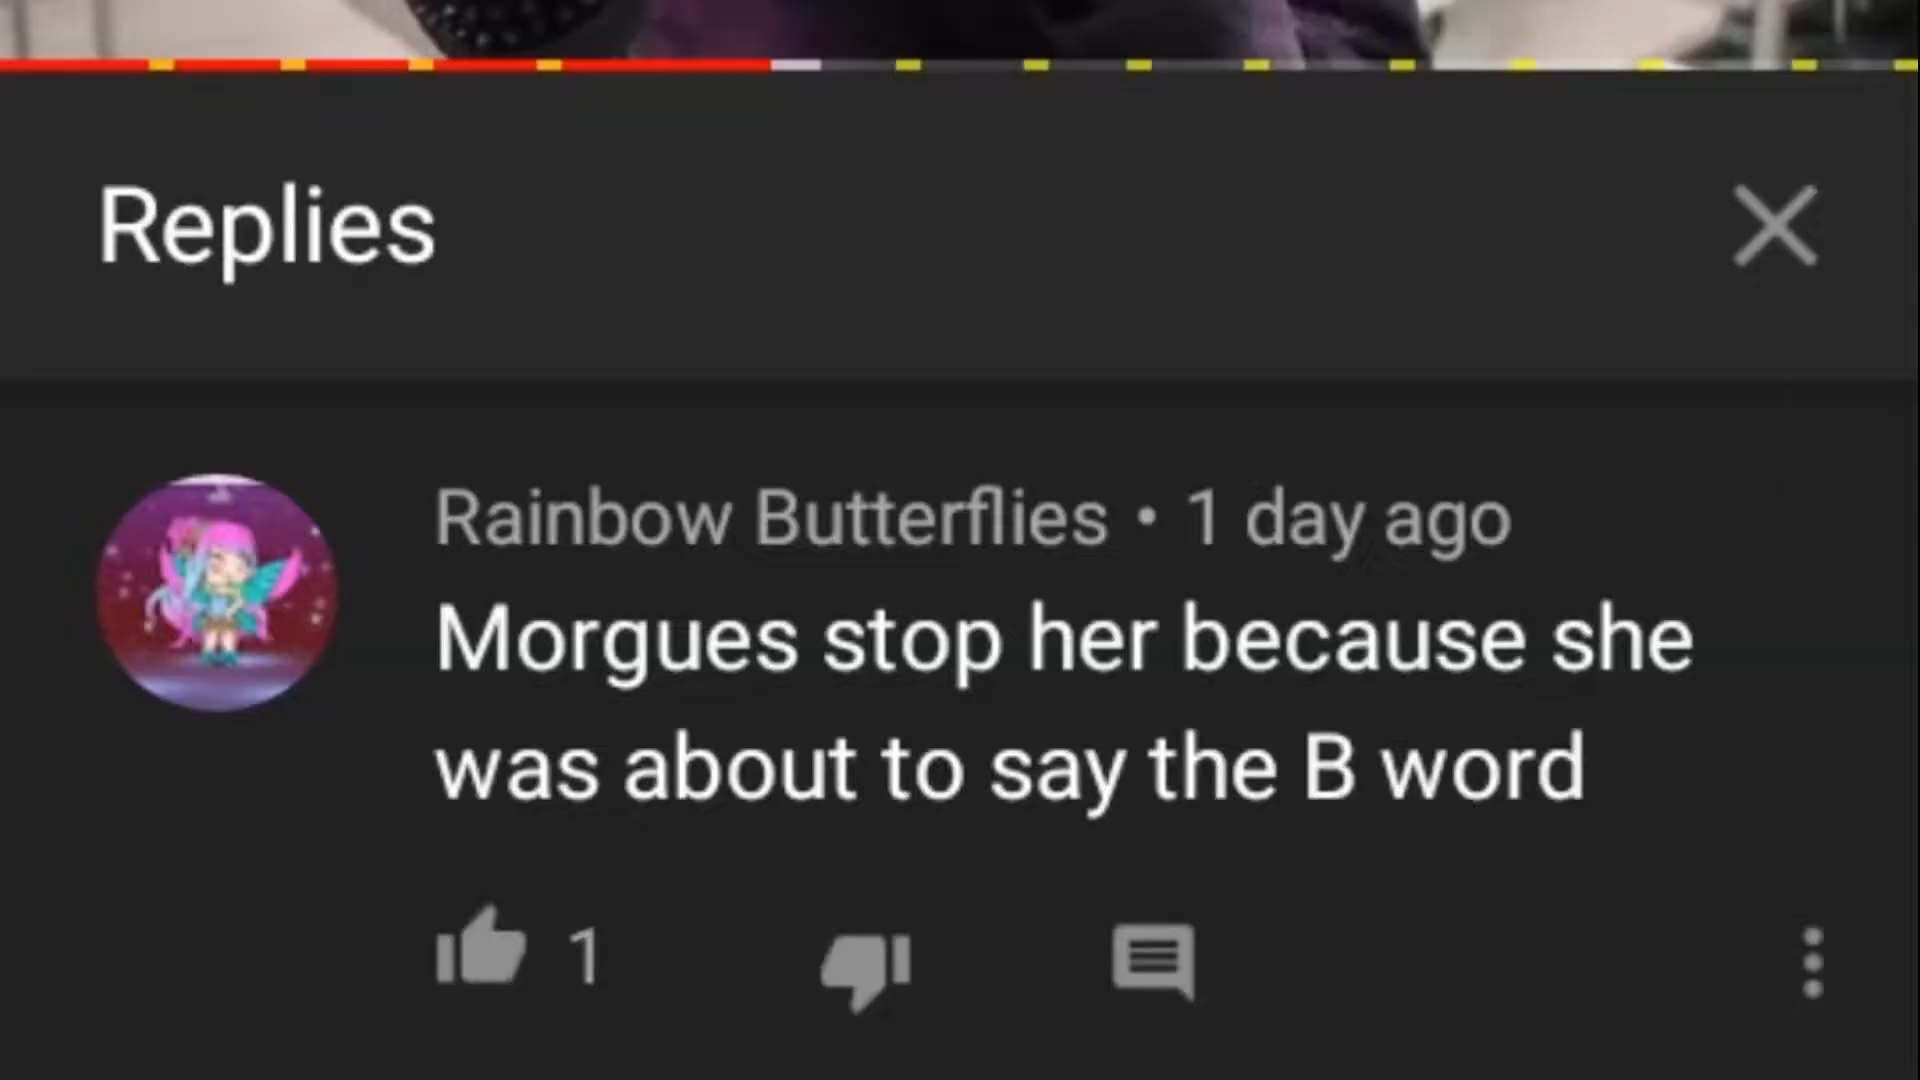 Replies
Rainbow Butterflies • 1 day ago
Morgues stop her because she
was about to say the B word
1